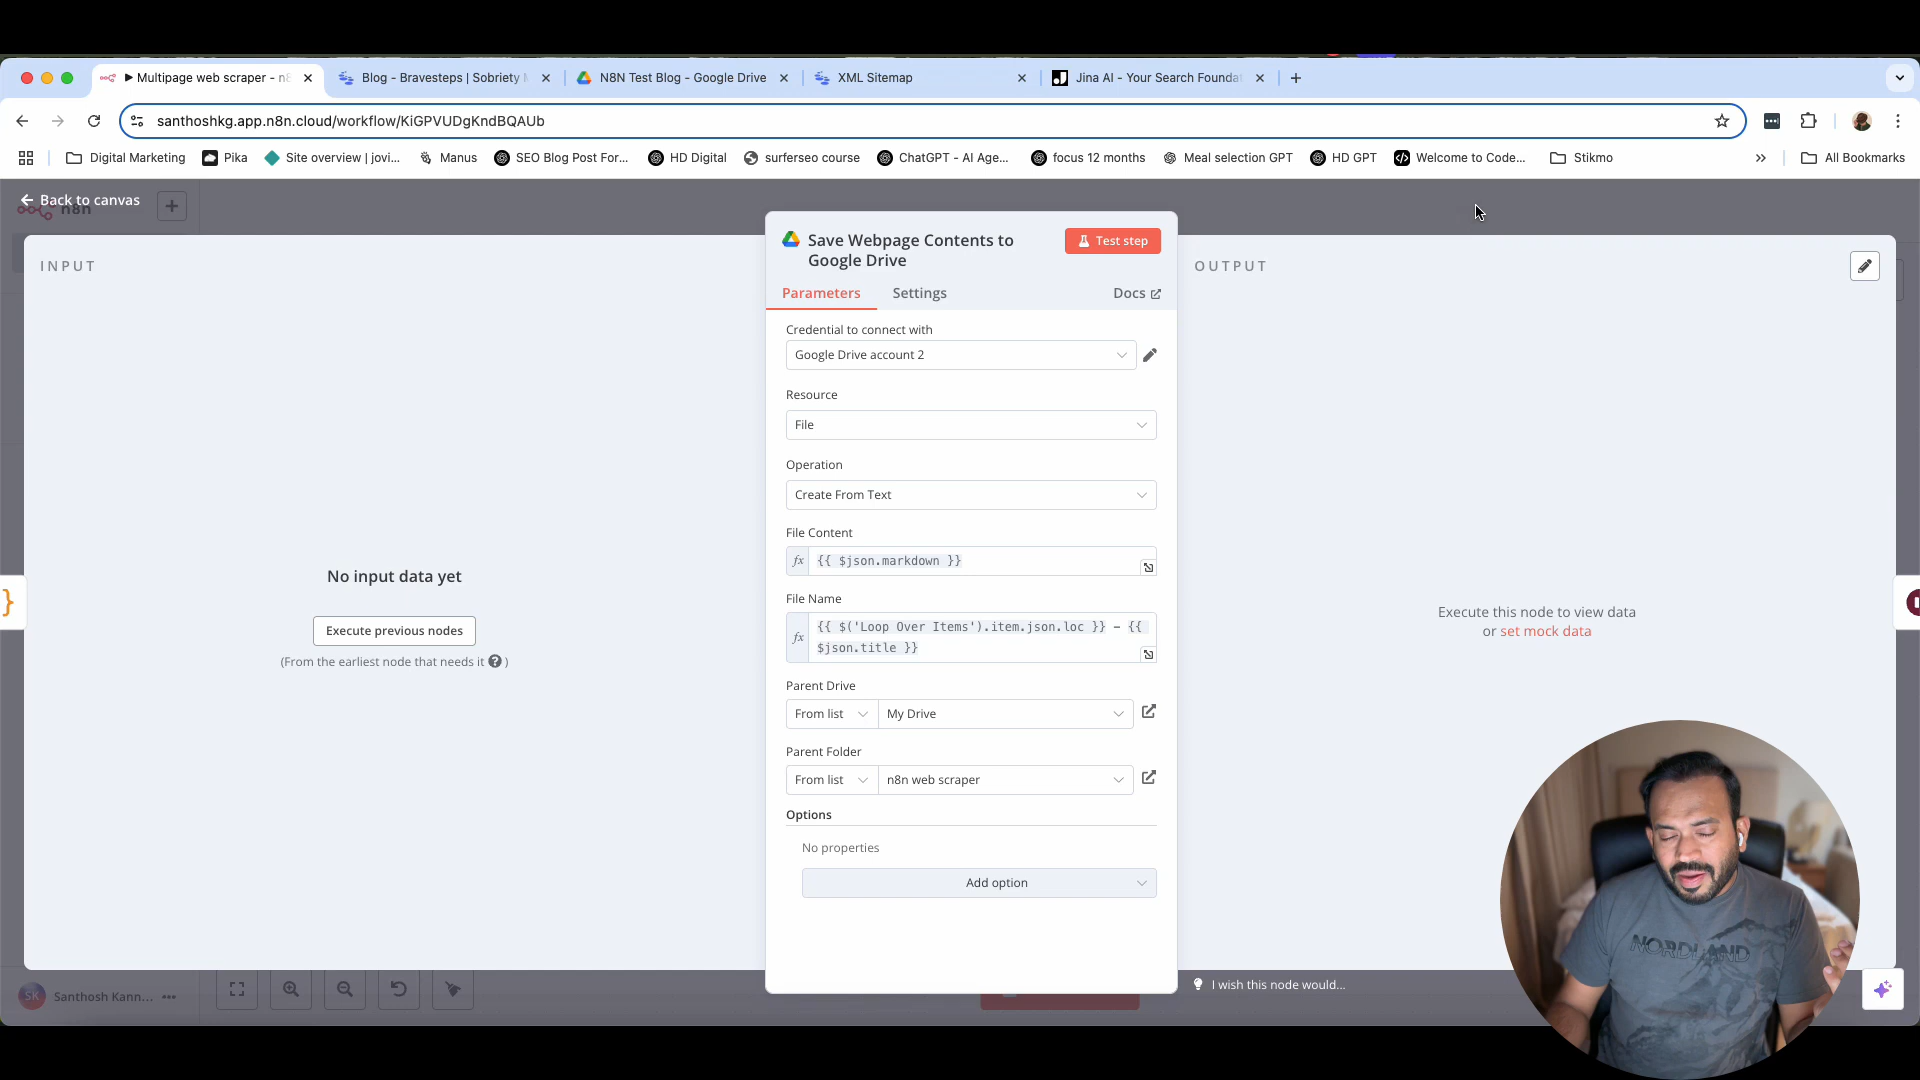 Multipage web scraper - n8
Blog - Bravesteps | Sobriety
N8N Test Blog - Google Drive
XML Sitemap
Jina AI - Your Search Founda
santhoshkg.app.n8n.cloud/workflow/KiGPVUDgKndBQAUb
Digital Marketing
Pika
Site overview | jovi...
Manus
SEO Blog Post For...
HD Digital
surferseo course
ChatGPT - AI Age...
focus 12 months
Meal selection GPT
HD GPT
Welcome to Code...
Stikmo
All Bookmarks
Back to canvas
n8n
INPUT
No input data yet
Execute previous nodes
(From the earliest node that needs it ? )
Save Webpage Contents to
Google Drive
Test step
Parameters
Settings
Docs
Credential to connect with
Google Drive account 2
Resource
File
Operation
Create From Text
File Content
fx {{ $json.markdown }}
File Name
fx {{ $('Loop Over Items').item.json.loc }} – {{
$json.title }}
Parent Drive
From list
My Drive
Parent Folder
From list
n8n web scraper
Options
No properties
Add option
OUTPUT
Execute this node to view data
or set mock data
I wish this node would...
SK
Santhosh Kann...
NORDLAND